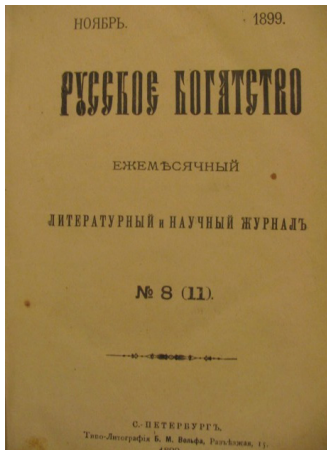 НОЯБРЬ. 1899.
РУССКОЕ БОГАТСТВО
ЕЖЕМѢСЯЧНЫЙ
ЛИТЕРАТУРНЫЙ и НАУЧНЫЙ ЖУРНАЛЪ
№ 8 (11).
С.-ПЕТЕРБУРГЪ.
Типо-Литографія Б. М. Вольфа, Разъѣзжая, 15.